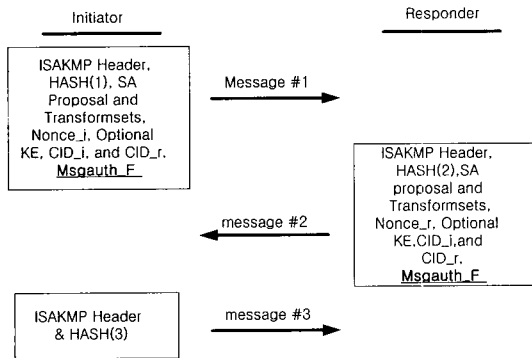 Initiator
Responder
ISAKMP Header,
HASH(1), SA
Proposal and
Transformsets,
Nonce_i, Optional
KE, CID_i, and CID_r,
Msgauth_F
Message #1
ISAKMP Header,
HASH(2),SA
proposal and
Transformsets,
Nonce_r, Optional
KE,CID_i,and
CID_r,
Msgauth_F
message #2
ISAKMP Header
& HASH(3)
message #3